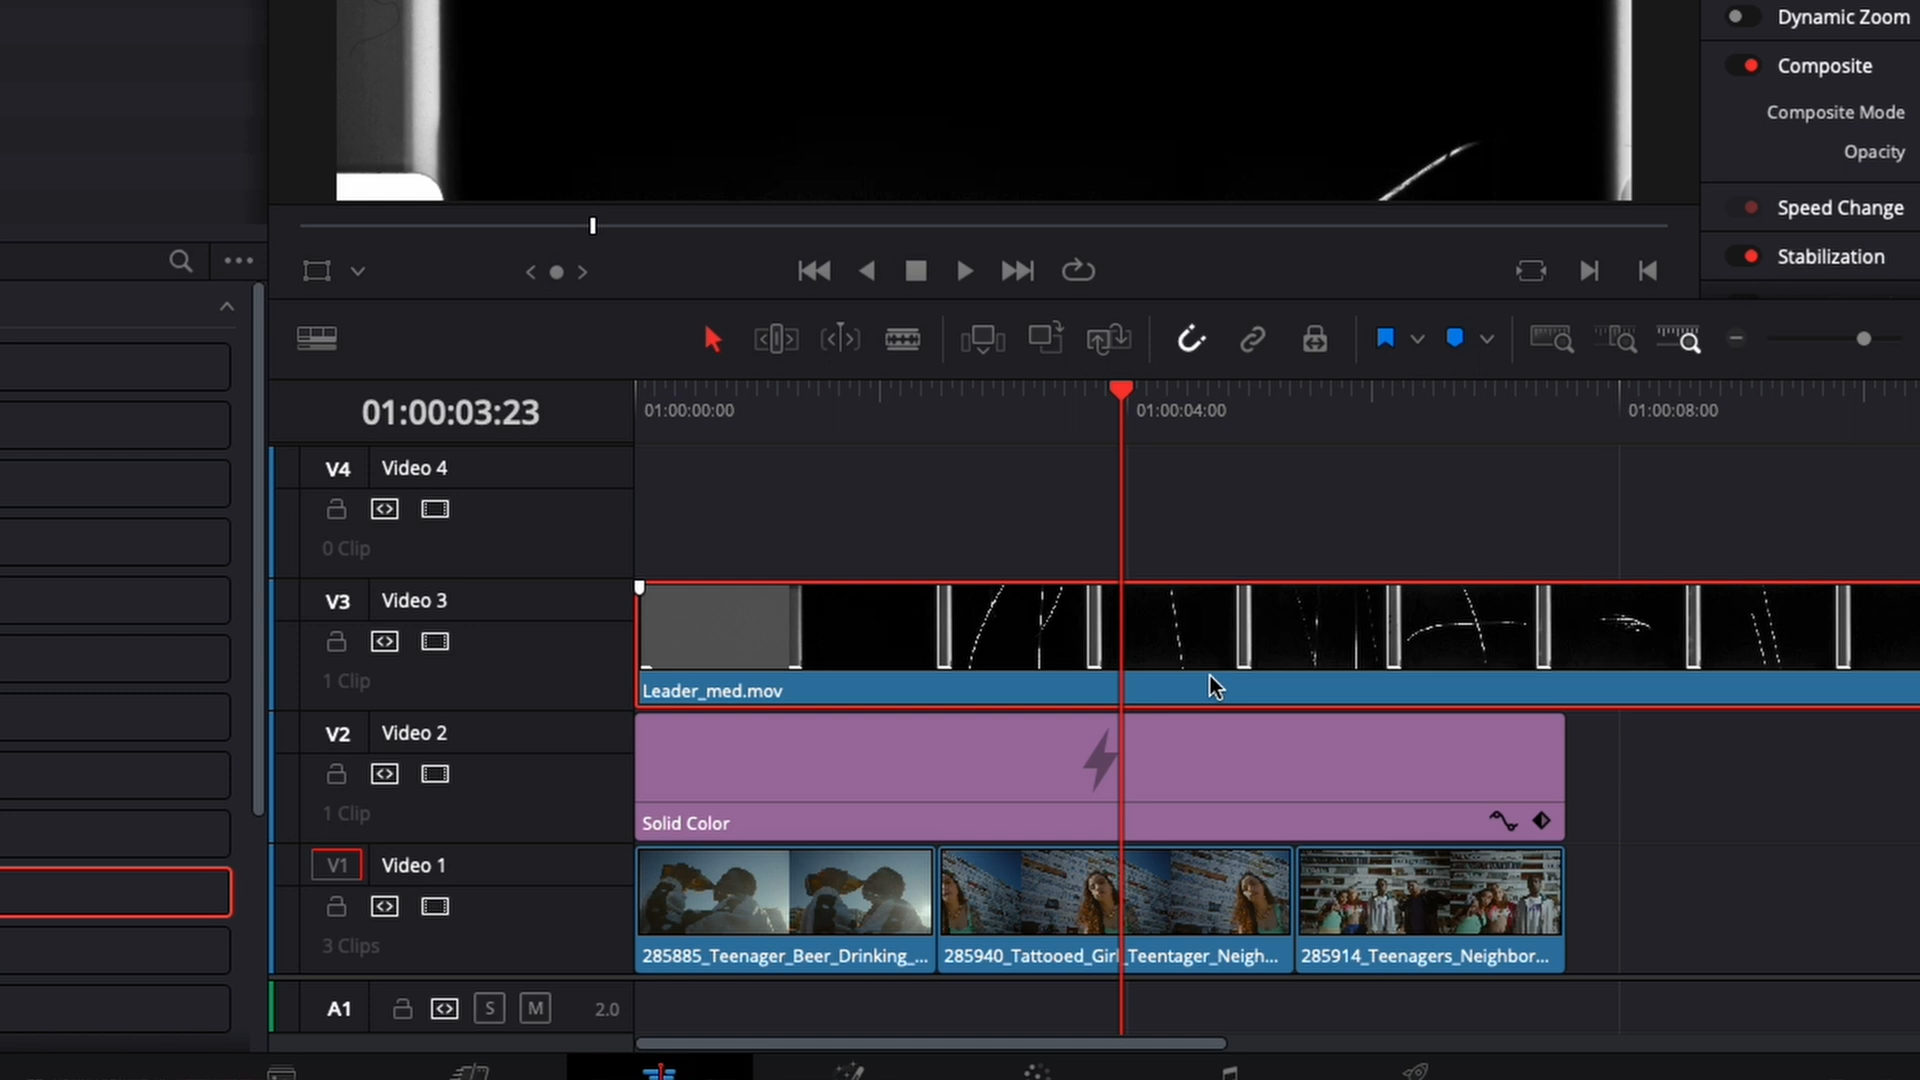 Dynamic Zoom
Composite
Composite Mode
Opacity
Speed Change
Stabilization
01:00:03:23
01:00:00:00
01:00:04:00
01:00:08:00
V4 Video 4
0 Clip
V3 Video 3
1 Clip
Leader_med.mov
V2 Video 2
1 Clip
Solid Color
V1 Video 1
3 Clips
285885_Teenager_Beer_Drinking_...
285940_Tattooed_Girl_Teentager_Neigh...
285914_Teenagers_Neighbor...
A1 S M 2.0